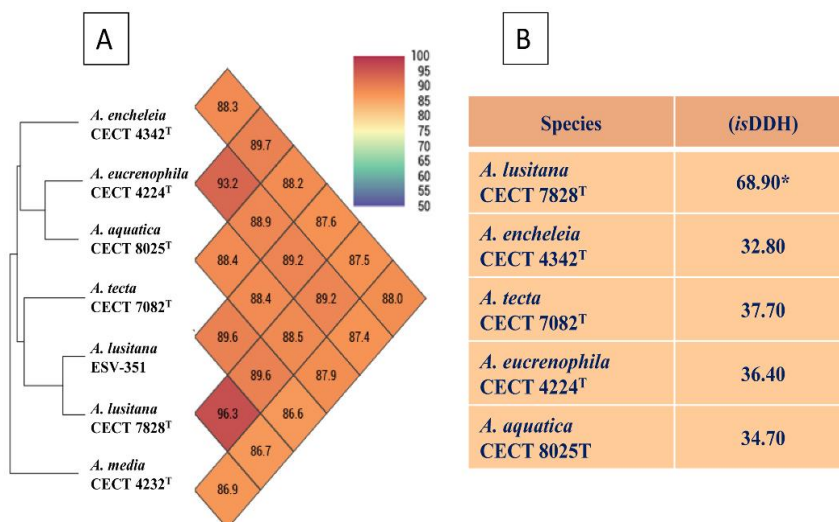 A
A. encheleia
CECT 4342ᵀ
A. eucrenophila
CECT 4224ᵀ
A. aquatica
CECT 8025ᵀ
A. tecta
CECT 7082ᵀ
A. lusitana
ESV-351
A. lusitana
CECT 7828ᵀ
A. media
CECT 4232ᵀ
88.3
89.7
93.2 88.2
88.9 87.6
88.4 89.2 87.5
88.4 89.2 88.0
89.6 88.5 87.4
89.6 87.9
96.3 86.6
86.7
86.9
100
95
90
85
80
75
70
65
60
55
50
B
Species (isDDH)
A. lusitana
CECT 7828ᵀ 68.90*
A. encheleia
CECT 4342ᵀ 32.80
A. tecta
CECT 7082ᵀ 37.70
A. eucrenophila
CECT 4224ᵀ 36.40
A. aquatica
CECT 8025T 34.70